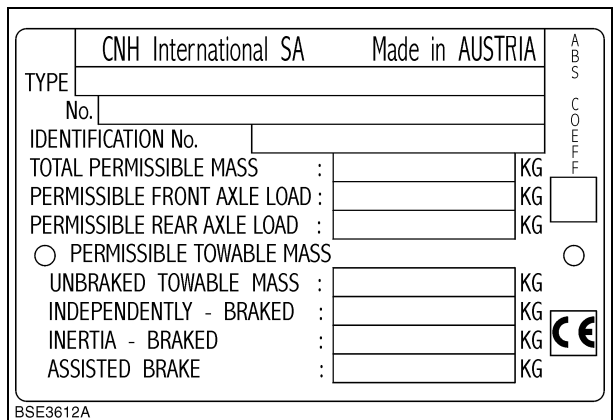 CNH International SA Made in AUSTRIA
ABS COEFF
TYPE
No.
IDENTIFICATION No.
TOTAL PERMISSIBLE MASS : KG
PERMISSIBLE FRONT AXLE LOAD : KG
PERMISSIBLE REAR AXLE LOAD : KG
PERMISSIBLE TOWABLE MASS
UNBRAKED TOWABLE MASS : KG
INDEPENDENTLY - BRAKED : KG
INERTIA - BRAKED : KG
CE
ASSISTED BRAKE : KG
BSE3612A